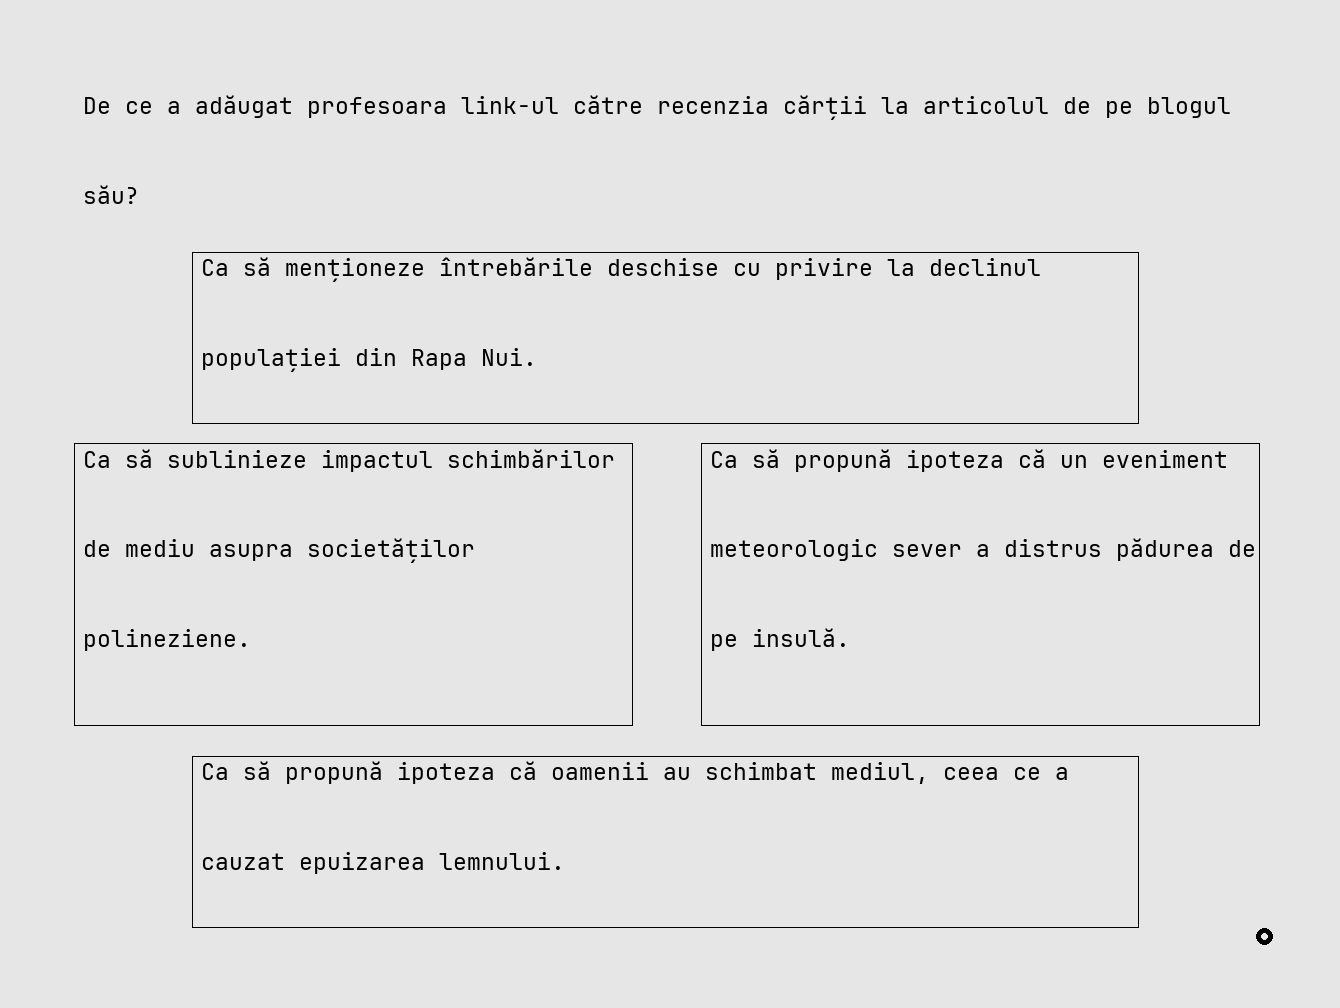 De ce a adăugat profesoara link-ul către recenzia cărții la articolul de pe blogul
său?
Ca să menționeze întrebările deschise cu privire la declinul
populației din Rapa Nui.
Ca să sublinieze impactul schimbărilor
de mediu asupra societăților
polineziene.
Ca să propună ipoteza că un eveniment
meteorologic sever a distrus pădurea de
pe insulă.
Ca să propună ipoteza că oamenii au schimbat mediul, ceea ce a
cauzat epuizarea lemnului.